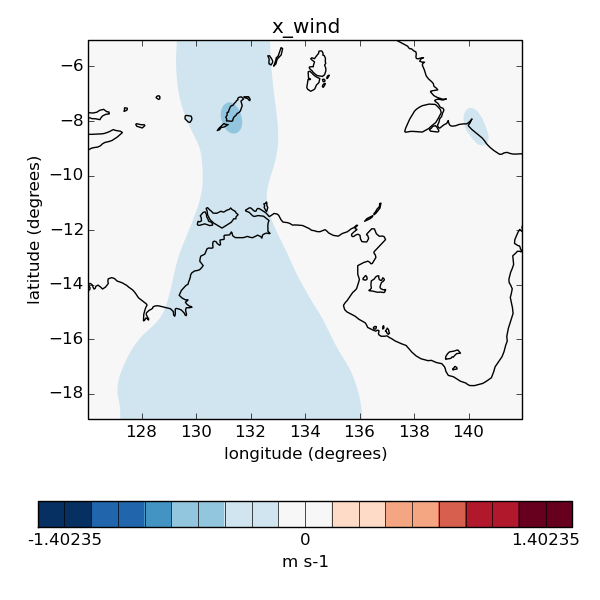 x_wind
−6
−8
−10
−12
−14
−16
−18
latitude (degrees)
128 130 132 134 136 138 140
longitude (degrees)
-1.40235 0 1.40235
m s-1